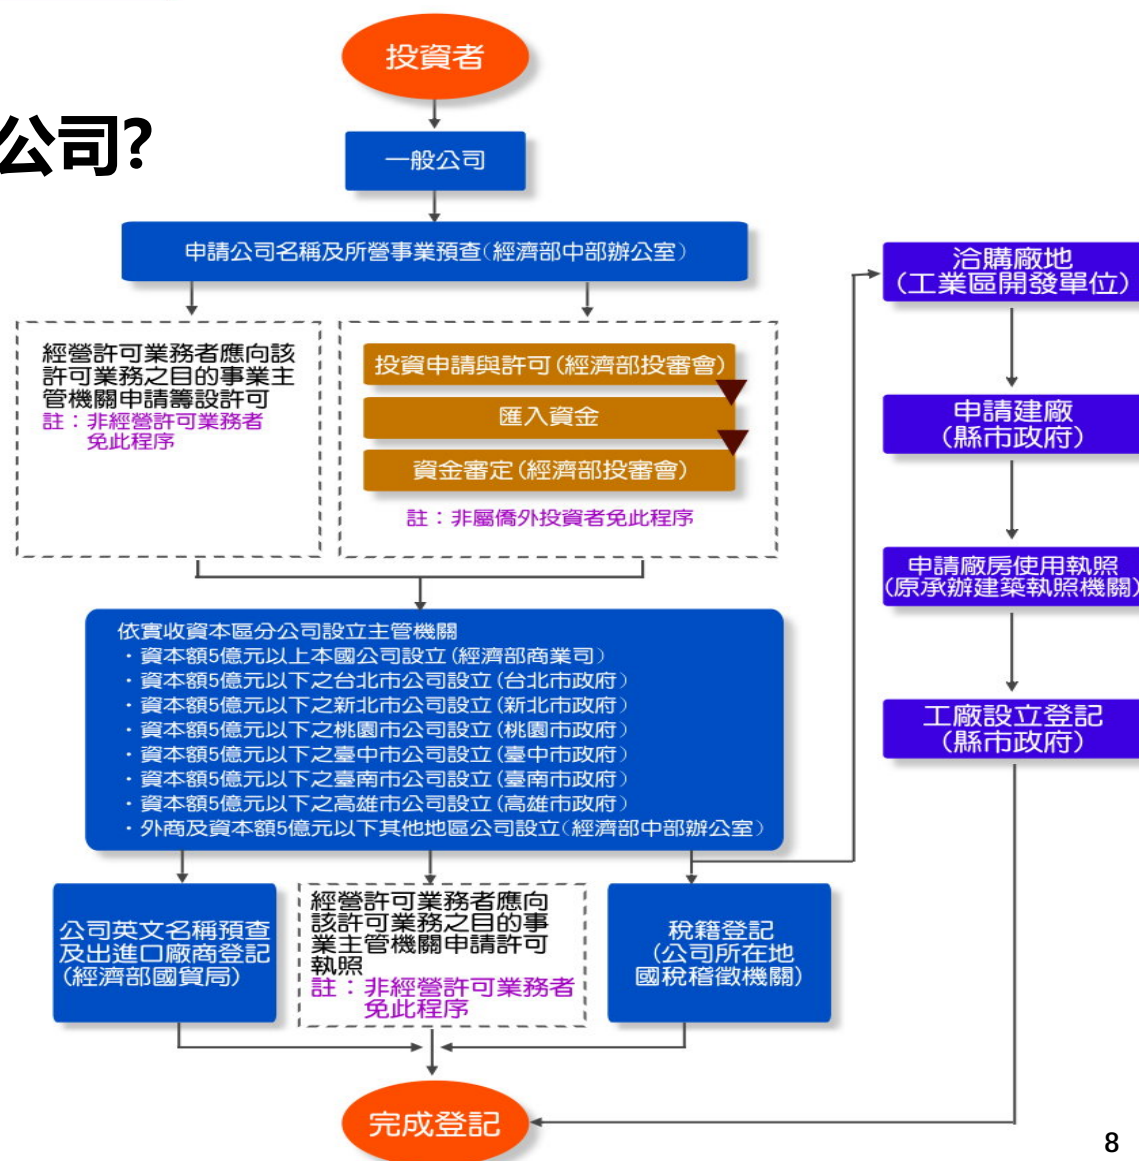 投資者
公司?
一般公司
申請公司名稱及所營事業預查(經濟部中部辦公室)
經營許可業務者應向該
許可業務之目的事業主
管機關申請籌設許可
註：非經營許可業務者
免此程序
投資申請與許可(經濟部投審會)
匯入資金
資金審定(經濟部投審會)
註：非屬僑外投資者免此程序
依實收資本區分公司設立主管機關
・資本額5億元以上本國公司設立(經濟部商業司)
・資本額5億元以下之台北市公司設立(台北市政府)
・資本額5億元以下之新北市公司設立(新北市政府)
・資本額5億元以下之桃園市公司設立(桃園市政府)
・資本額5億元以下之臺中市公司設立(臺中市政府)
・資本額5億元以下之臺南市公司設立(臺南市政府)
・資本額5億元以下之高雄市公司設立(高雄市政府)
・外商及資本額5億元以下其他地區公司設立(經濟部中部辦公室)
公司英文名稱預查
及出進口廠商登記
(經濟部國貿局)
經營許可業務者應向
該許可業務之目的事
業主管機關申請許可
執照
註：非經營許可業務者
免此程序
稅籍登記
(公司所在地
國稅稽徵機關)
洽購廠地
(工業區開發單位)
申請建廠
(縣市政府)
申請廠房使用執照
(原承辦建築執照機關)
工廠設立登記
(縣市政府)
完成登記
8